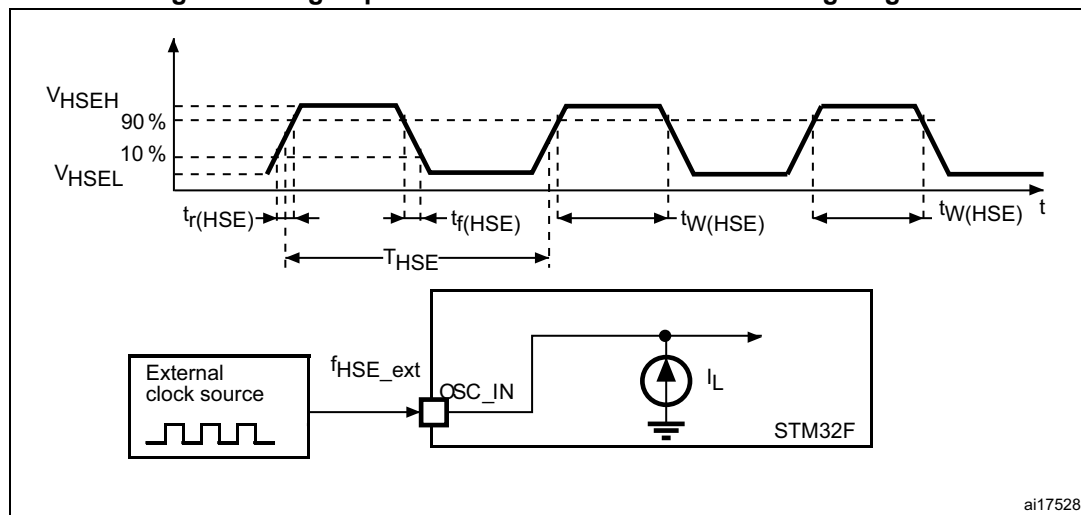 VHSEH
90 %
10 %
VHSEL
tr(HSE)
tf(HSE)
tW(HSE)
tW(HSE)
t
THSE
External
clock source
fHSE_ext
OSC_IN
IL
STM32F
ai17528